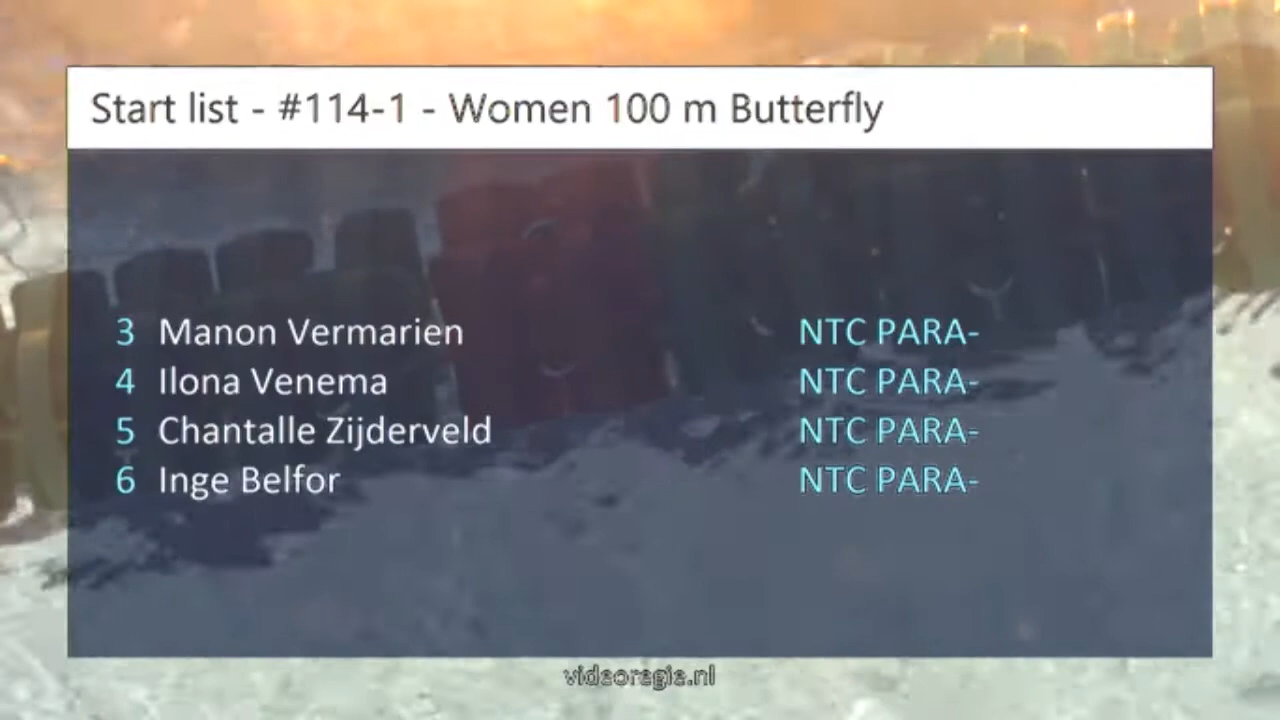 Start list - #114-1 - Women 100 m Butterfly
3 Manon Vermarien NTC PARA-
4 Ilona Venema NTC PARA-
5 Chantalle Zijderveld NTC PARA-
6 Inge Belfor NTC PARA-
videoregie.nl